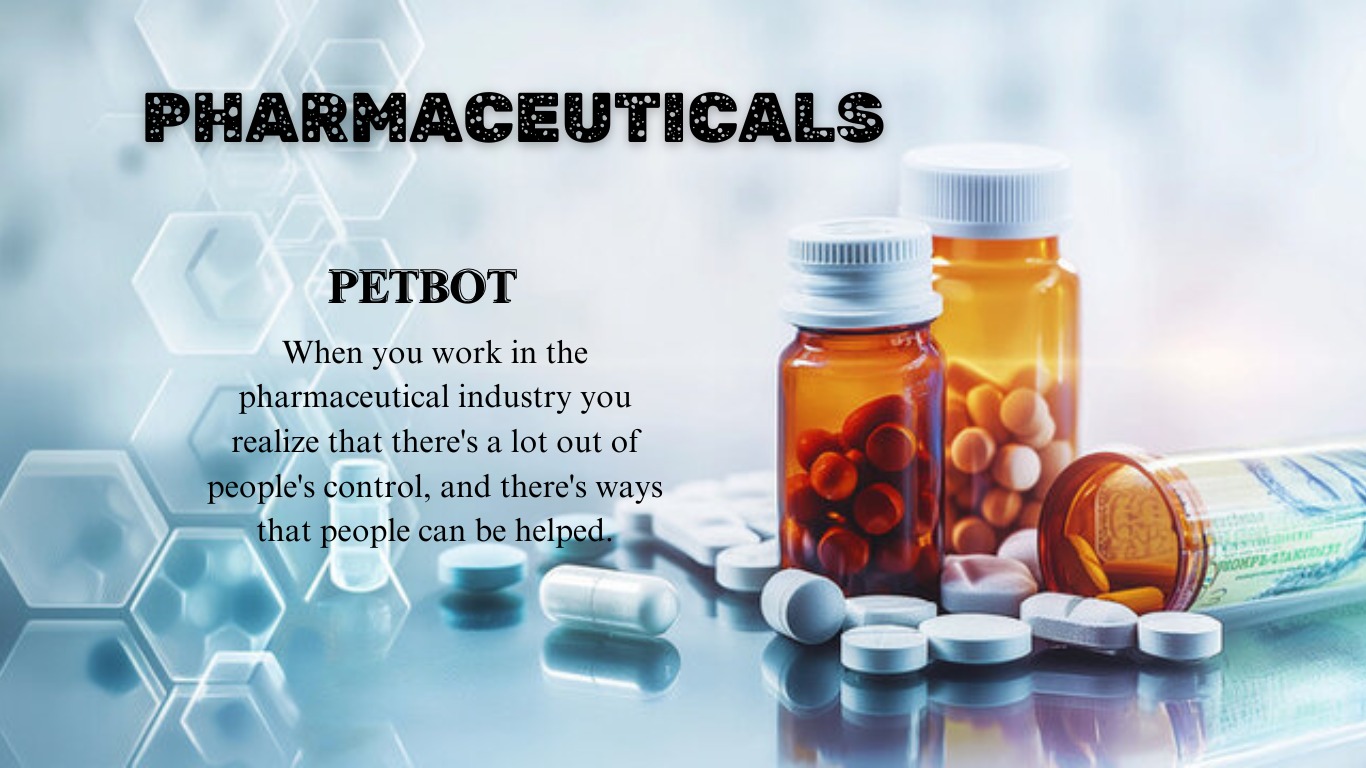 PHARMACEUTICALS
PETBOT
When you work in the
pharmaceutical industry you
realize that there's a lot out of
people's control, and there's ways
that people can be helped.